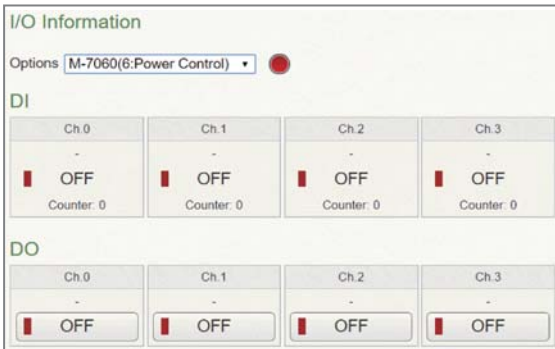 I/O Information
Options M-7060(6:Power Control)
DI
Ch.0 Ch.1 Ch.2 Ch.3
- - - -
OFF OFF OFF OFF
Counter: 0 Counter: 0 Counter: 0 Counter: 0
DO
Ch.0 Ch.1 Ch.2 Ch.3
- - - -
OFF OFF OFF OFF